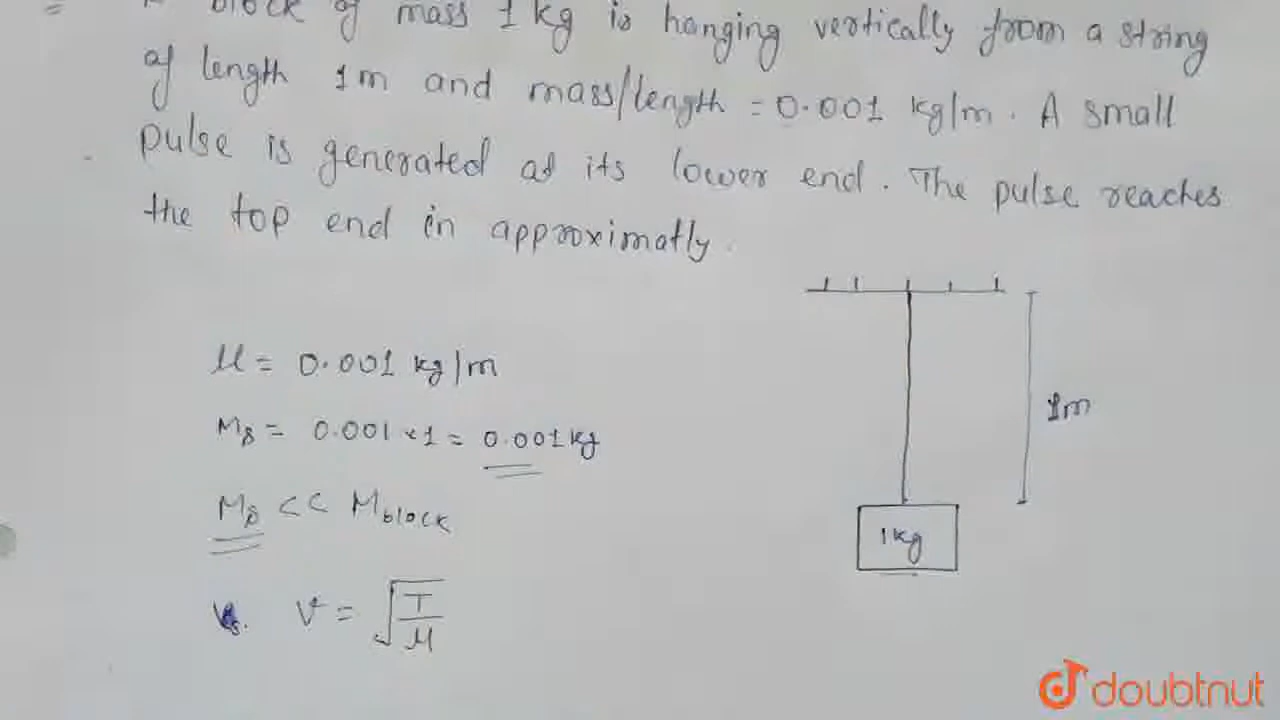 block of mass 1 kg is hanging vertically from a string
of length 1m and mass/length = 0.001 kg/m. A small
pulse is generated at its lower end. The pulse reaches
the top end in approximatly.
μ = 0.001 kg/m
Ms = 0.001 × 1 = 0.001 kg
1m
Ms << Mblock
1kg
V = √T/μ
doubtnut